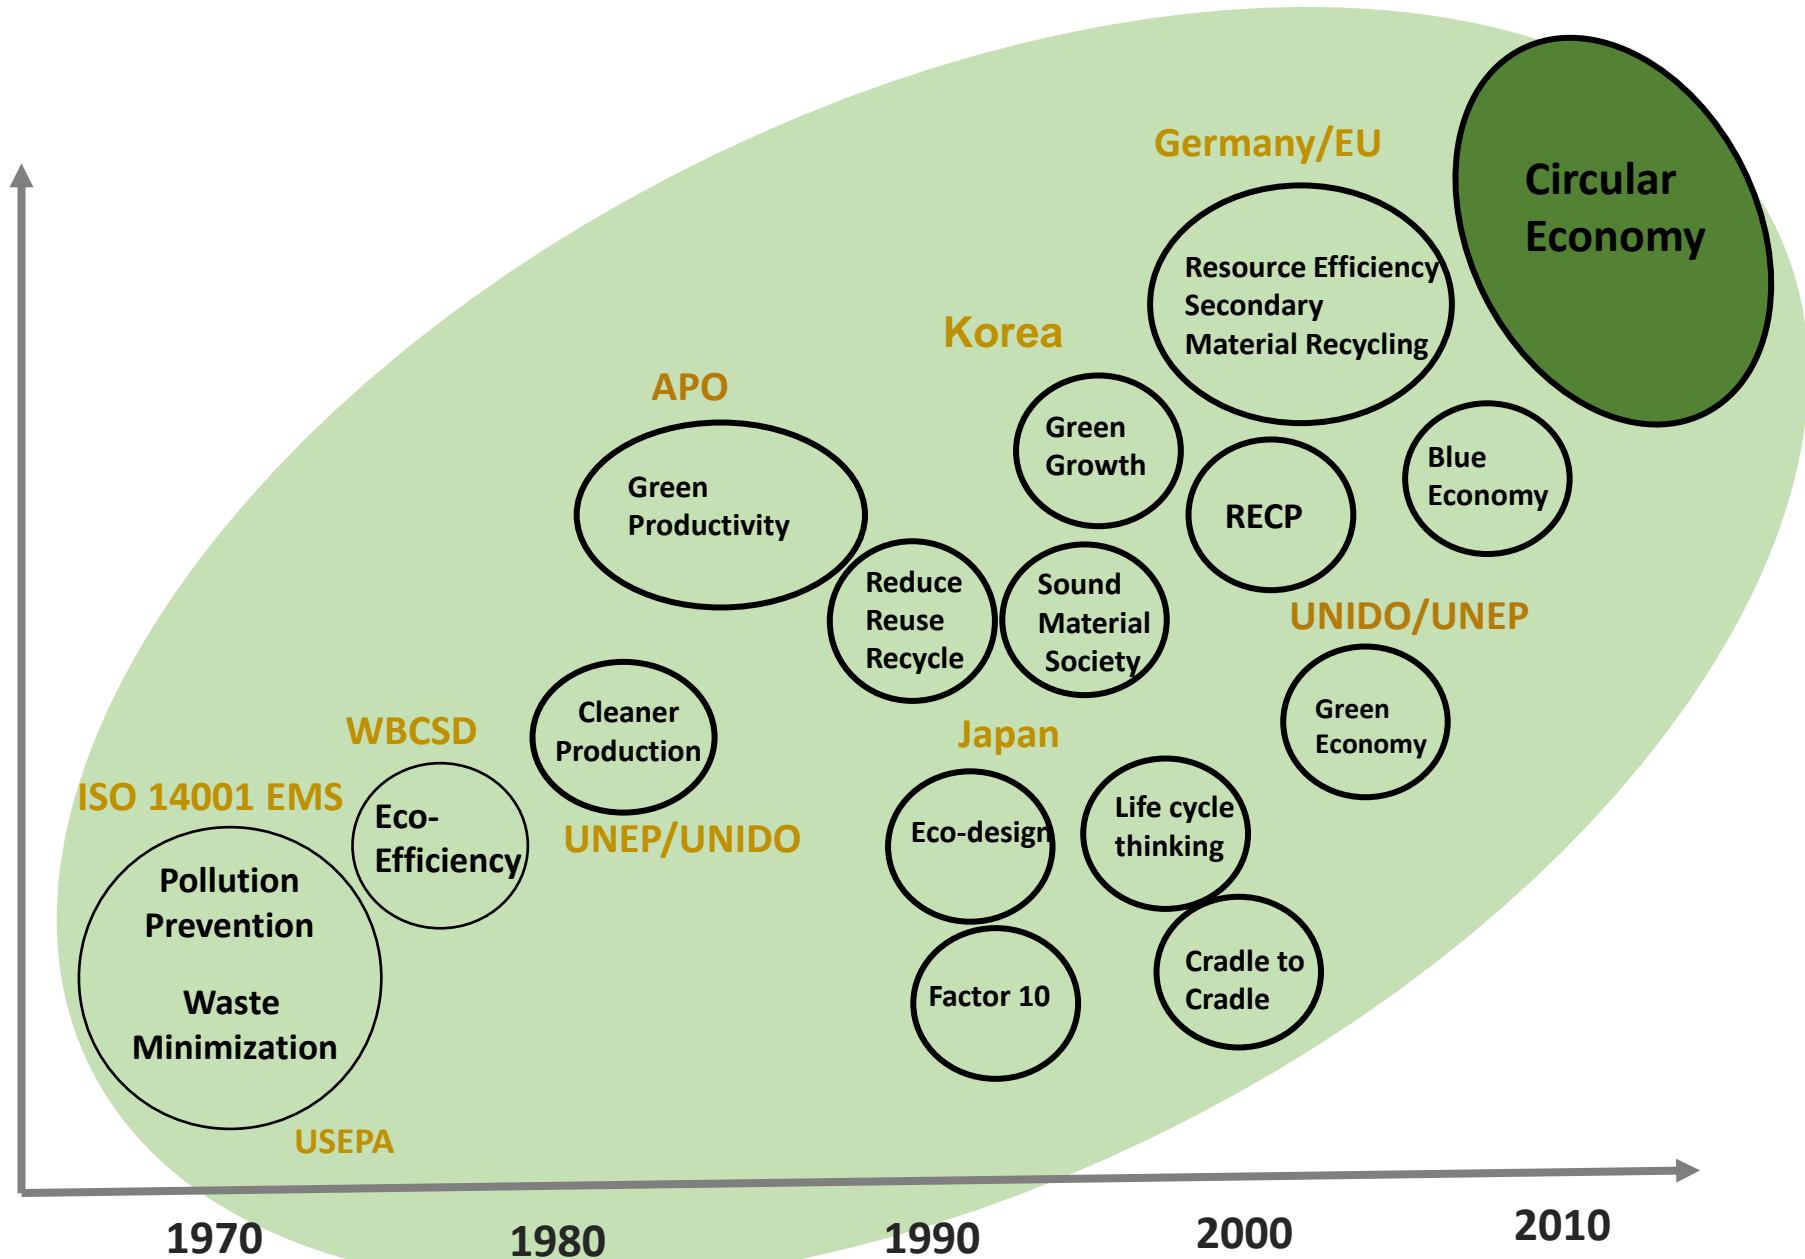 Germany/EU
Circular
Economy
Resource Efficiency
Secondary
Material Recycling
Korea
APO
Green
Growth
Blue
Economy
Green
Productivity
RECP
Reduce
Reuse
Recycle
Sound
Material
Society
UNIDO/UNEP
Cleaner
Production
WBCSD
Japan
Green
Economy
ISO 14001 EMS
Eco-
Efficiency
UNEP/UNIDO
Eco-design
Life cycle
thinking
Pollution
Prevention
Waste
Minimization
Factor 10
Cradle to
Cradle
USEPA
1970
1980
1990
2000
2010